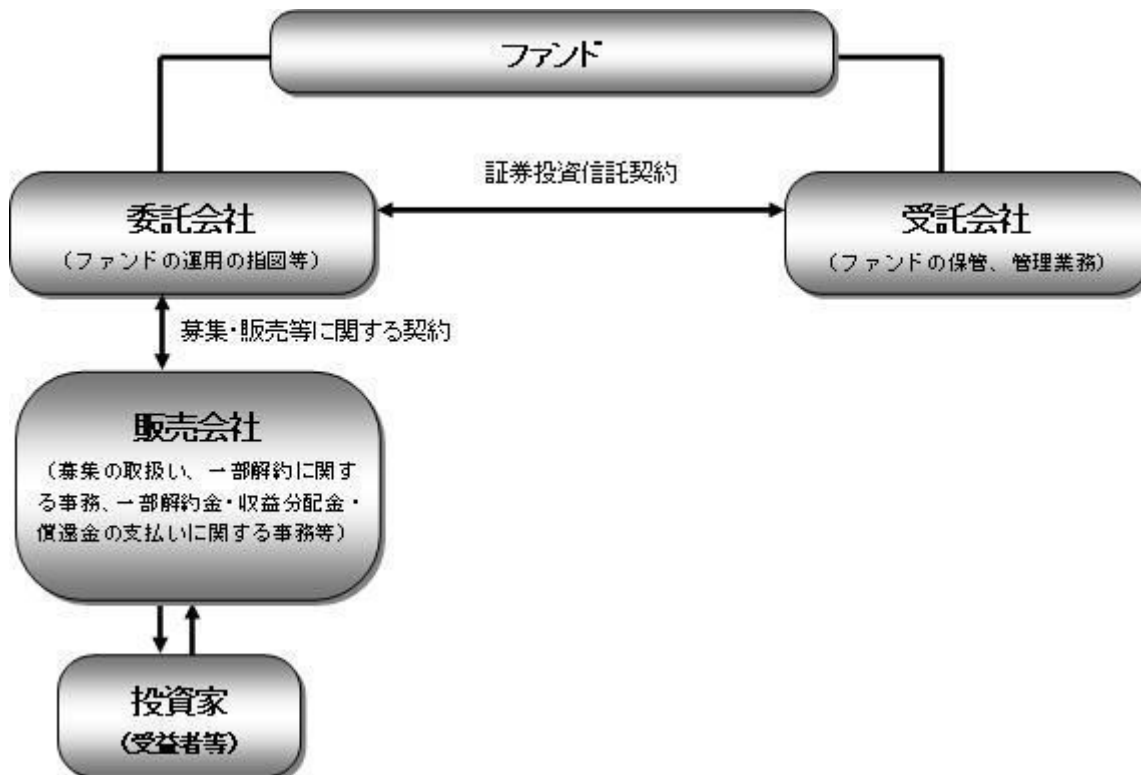 ファンド
証券投資信託契約
委託会社
（ファンドの運用の指図等）
受託会社
（ファンドの保管、管理業務）
募集・販売等に関する契約
販売会社
（募集の取扱い、一部解約に関す
る事務、一部解約金・収益分配金・
償還金の支払いに関する事務等）
投資家
（受益者等）